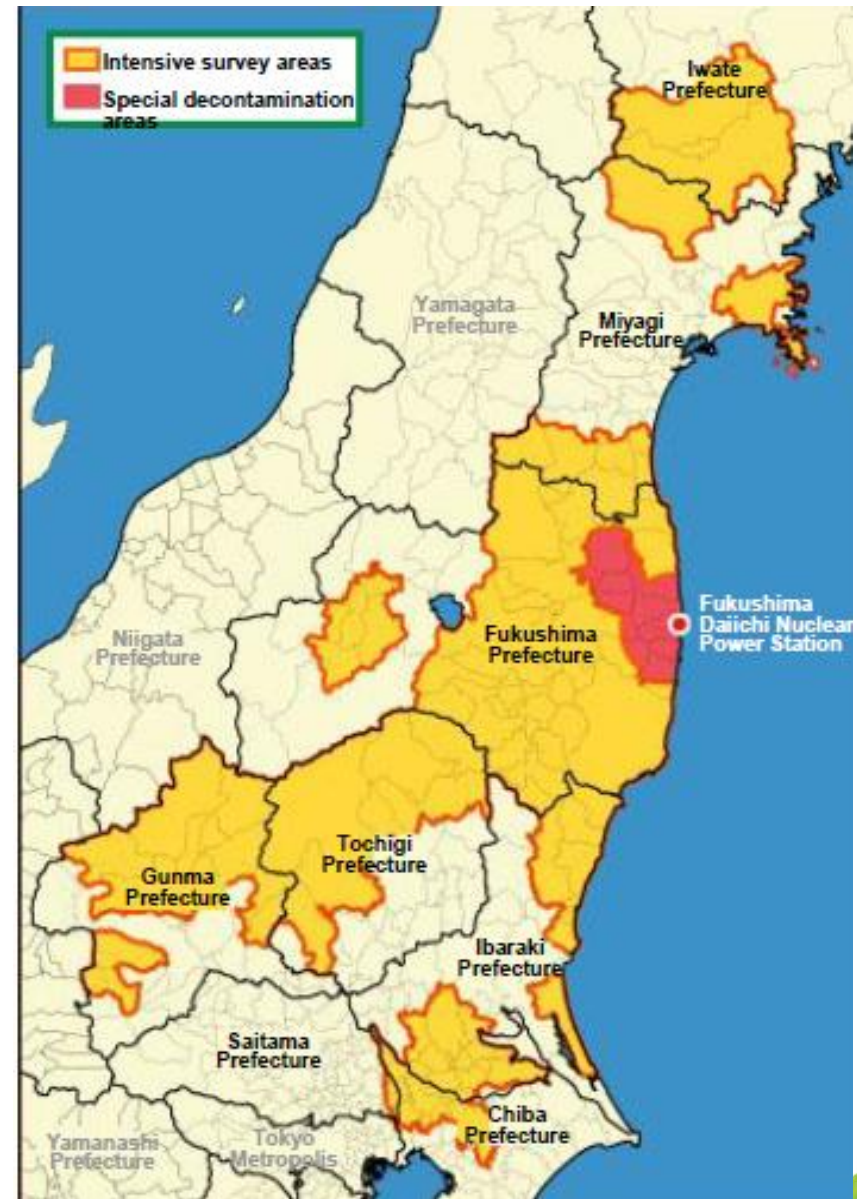 Intensive survey areas
Special decontamination
areas
Iwate
Prefecture
Yamagata
Prefecture
Miyagi
Prefecture
Niigata
Prefecture
Fukushima
Prefecture
Fukushima
Daiichi Nuclear
Power Station
Tochigi
Prefecture
Gunma
Prefecture
Ibaraki
Prefecture
Saitama
Prefecture
Chiba
Prefecture
Yamanashi
Prefecture
Tokyo
Metropolis